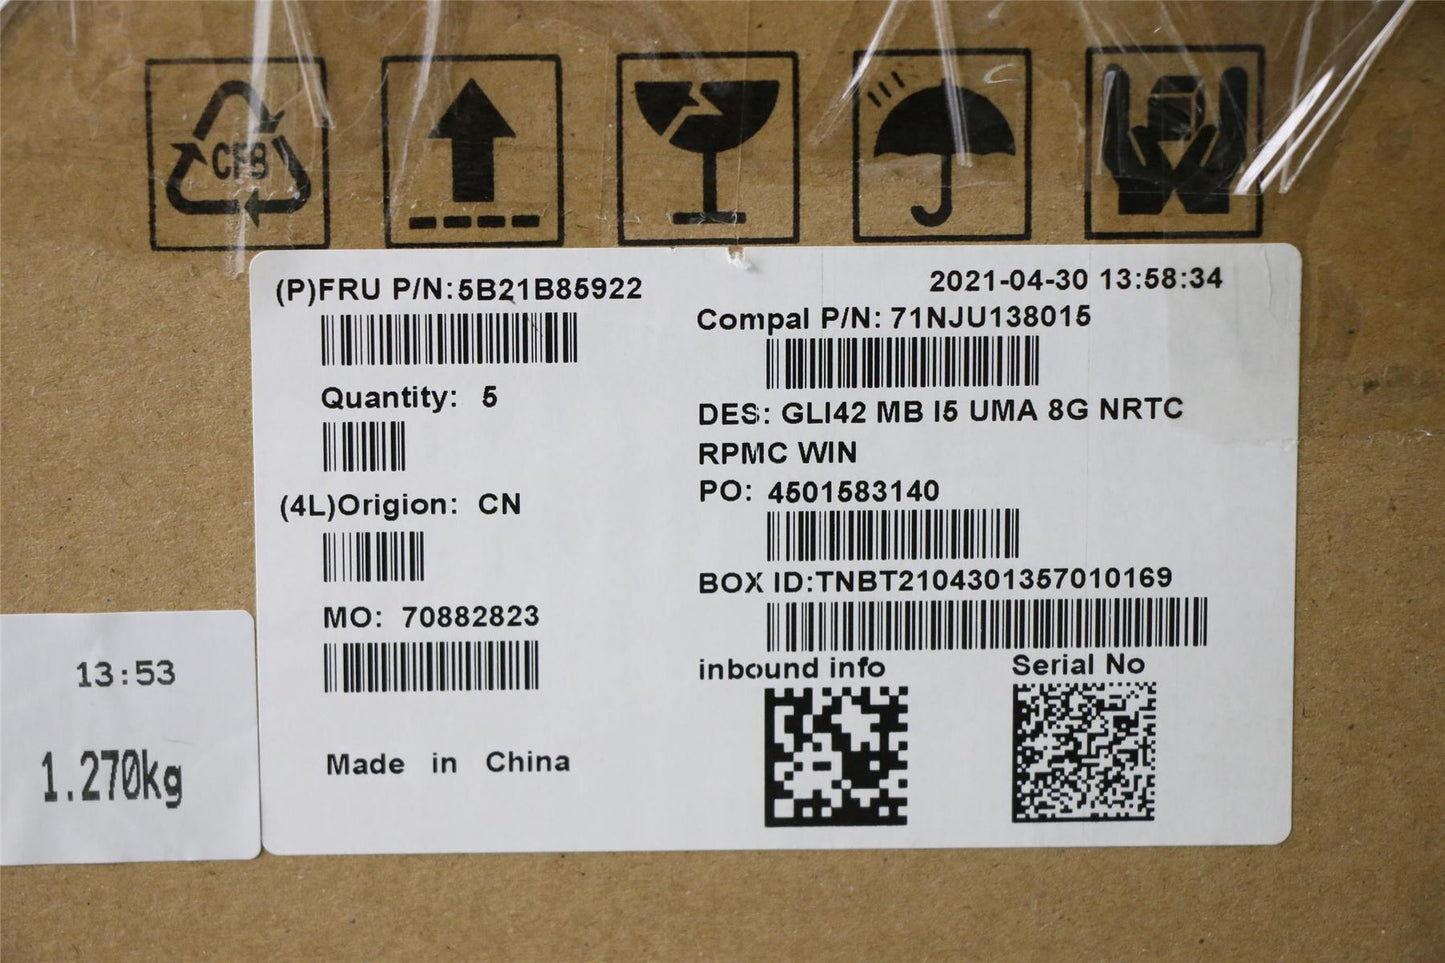 CFB
(P)FRU P/N:5B21B85922
2021-04-30 13:58:34
Compal P/N: 71NJU138015
Quantity: 5
DES: GLI42 MB I5 UMA 8G NRTC
RPMC WIN
(4L)Origion: CN
PO: 4501583140
BOX ID:TNBT2104301357010169
MO: 70882823
inbound info
Serial No
Made in China
13:53
1.270kg